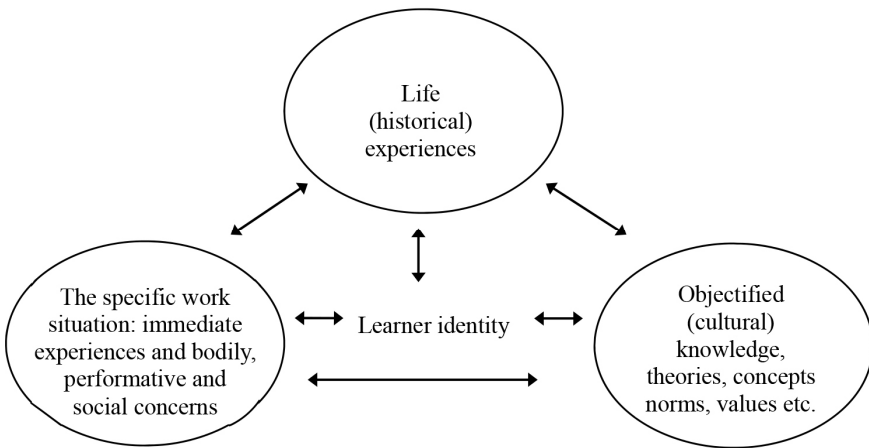 Life
(historical)
experiences
The specific work
situation: immediate
experiences and bodily,
performative and
social concerns
Learner identity
Objectified
(cultural)
knowledge,
theories, concepts
norms, values etc.